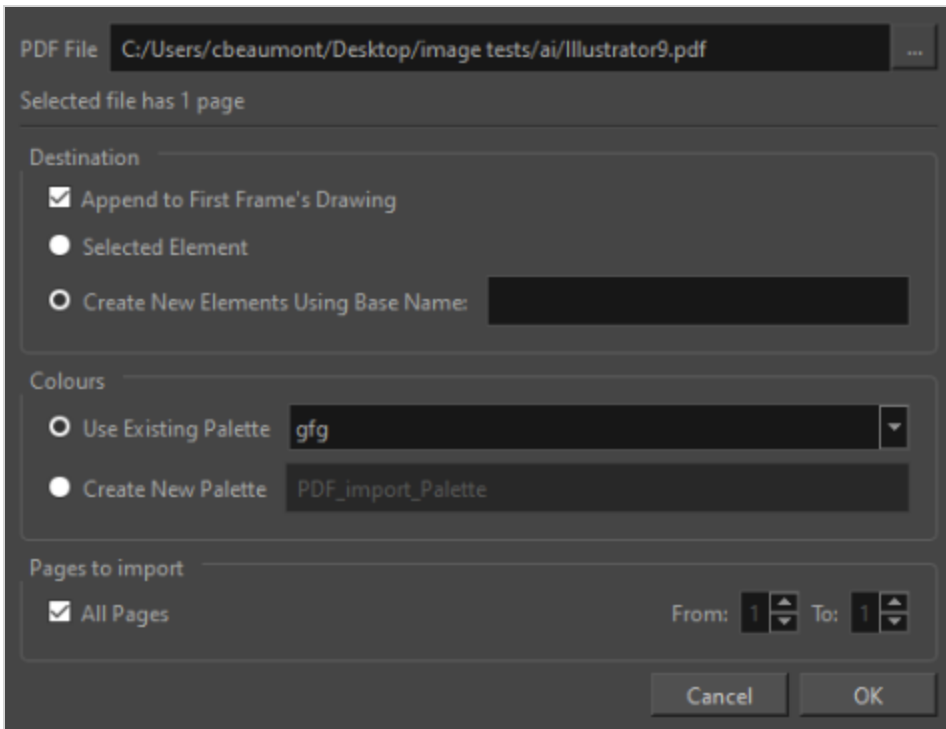 PDF File C:/Users/cbeaumont/Desktop/image tests/ai/Illustrator9.pdf ...
Selected file has 1 page
Destination
Append to First Frame's Drawing
Selected Element
Create New Elements Using Base Name:
Colours
Use Existing Palette gfg
Create New Palette PDF_import_Palette
Pages to import
All Pages From: 1 To: 1
Cancel OK